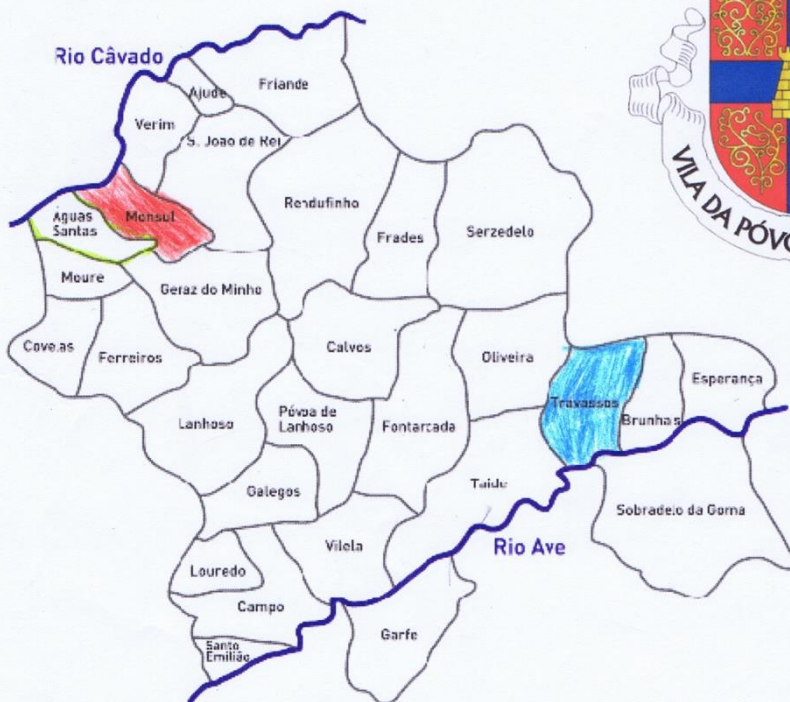 Rio Câvado
Friande
Ajude
Verim
S. Joao de Rei
VILA DA PÓVO
Rendufinho
Monsul
Aguas
Santas
Frades
Serzedelo
Moure
Geraz do Minho
Covelas
Ferreiros
Calvos
Oliveira
Esperança
Travassos
Brunhais
Póvoa de
Lanhoso
Lanhoso
Fontarcada
Galegos
Taide
Sobradelo da Goma
Rio Ave
Vilela
Louredo
Campo
Garfe
Santo
Emilião